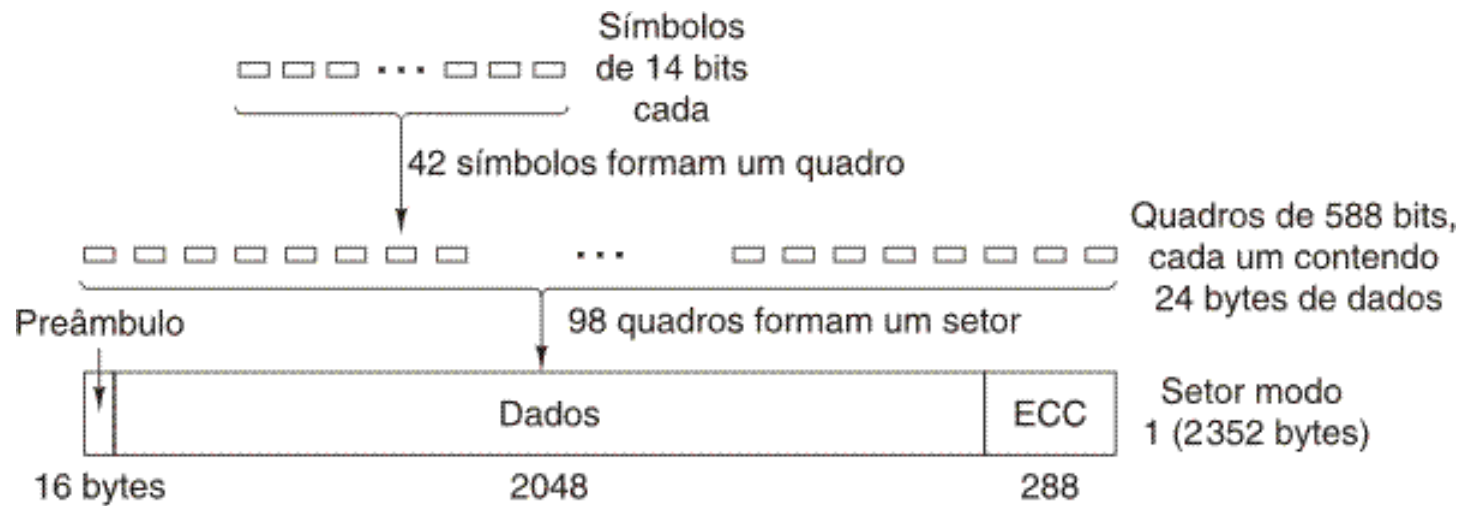 Símbolos
de 14 bits
cada
42 símbolos formam um quadro
Quadros de 588 bits,
cada um contendo
24 bytes de dados
Preâmbulo
98 quadros formam um setor
Dados
ECC
Setor modo
1 (2352 bytes)
16 bytes
2048
288